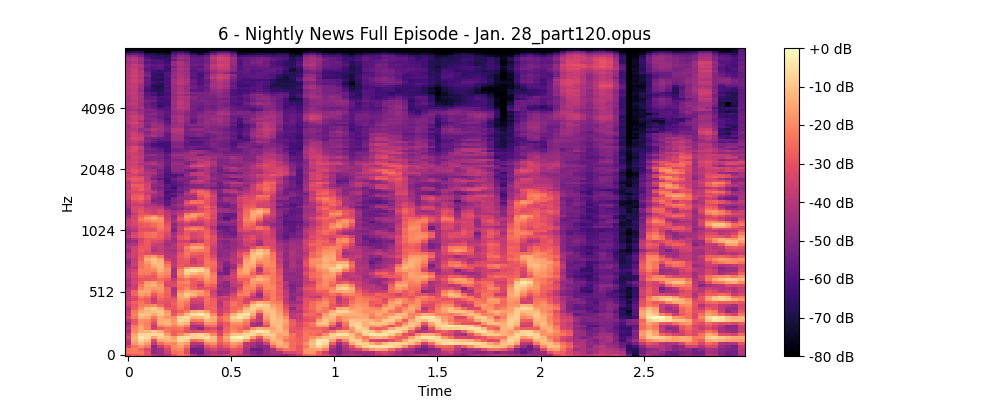 6 - Nightly News Full Episode - Jan. 28_part120.opus
Hz
4096
2048
1024
512
0
0
0.5
1
1.5
2
2.5
Time
+0 dB
-10 dB
-20 dB
-30 dB
-40 dB
-50 dB
-60 dB
-70 dB
-80 dB